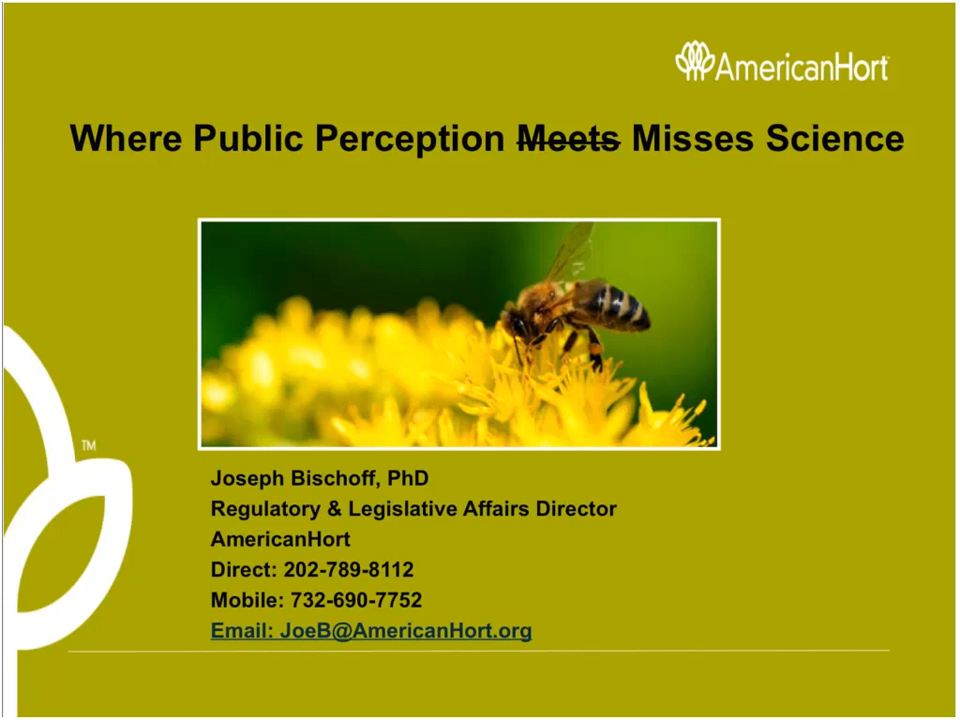 AmericanHort
Where Public Perception Meets Misses Science
TM
Joseph Bischoff, PhD
Regulatory & Legislative Affairs Director
AmericanHort
Direct: 202-789-8112
Mobile: 732-690-7752
Email: JoeB@AmericanHort.org